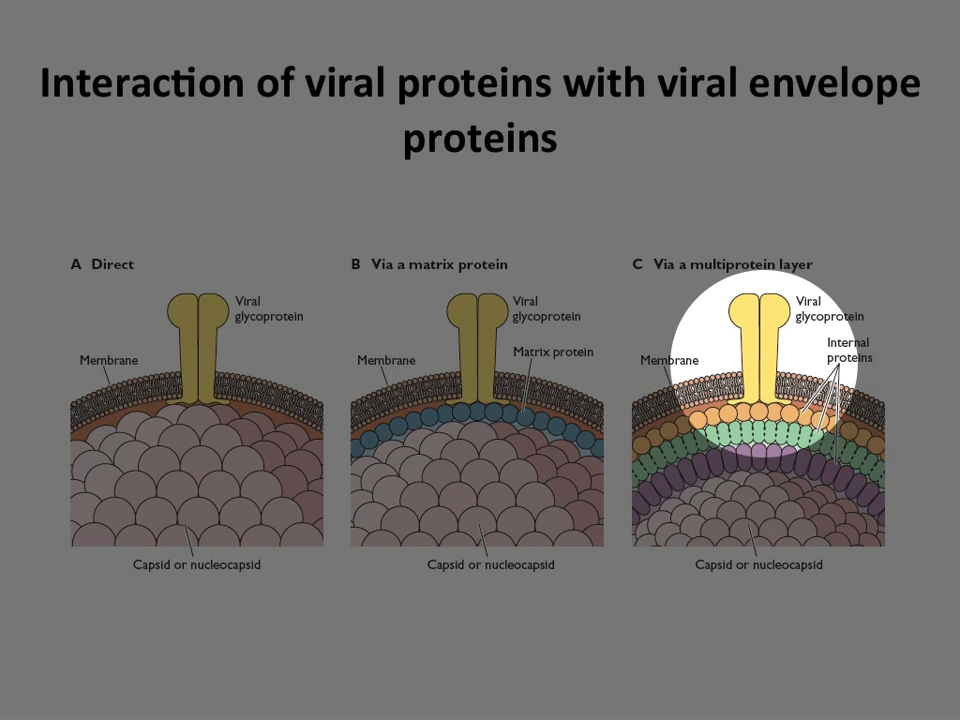 Interaction of viral proteins with viral envelope
proteins
A Direct
Viral
glycoprotein
Membrane
Capsid or nucleocapsid
B Via a matrix protein
Viral
glycoprotein
Matrix protein
Membrane
Capsid or nucleocapsid
C Via a multiprotein layer
Viral
glycoprotein
Internal
proteins
Membrane
Capsid or nucleocapsid